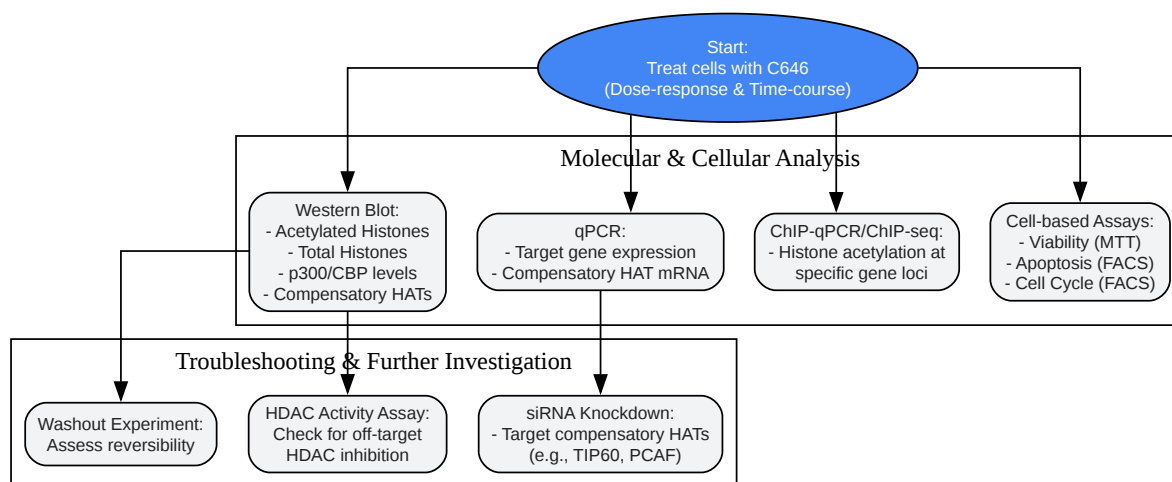 Start:
Treat cells with C646
(Dose-response & Time-course)
Molecular & Cellular Analysis
Western Blot:
- Acetylated Histones
- Total Histones
- p300/CBP levels
- Compensatory HATs
qPCR:
- Target gene expression
- Compensatory HAT mRNA
ChIP-qPCR/ChIP-seq:
- Histone acetylation at
specific gene loci
Cell-based Assays:
- Viability (MTT)
- Apoptosis (FACS)
- Cell Cycle (FACS)
Troubleshooting & Further Investigation
Washout Experiment:
Assess reversibility
HDAC Activity Assay:
Check for off-target
HDAC inhibition
siRNA Knockdown:
- Target compensatory HATs
(e.g., TIP60, PCAF)